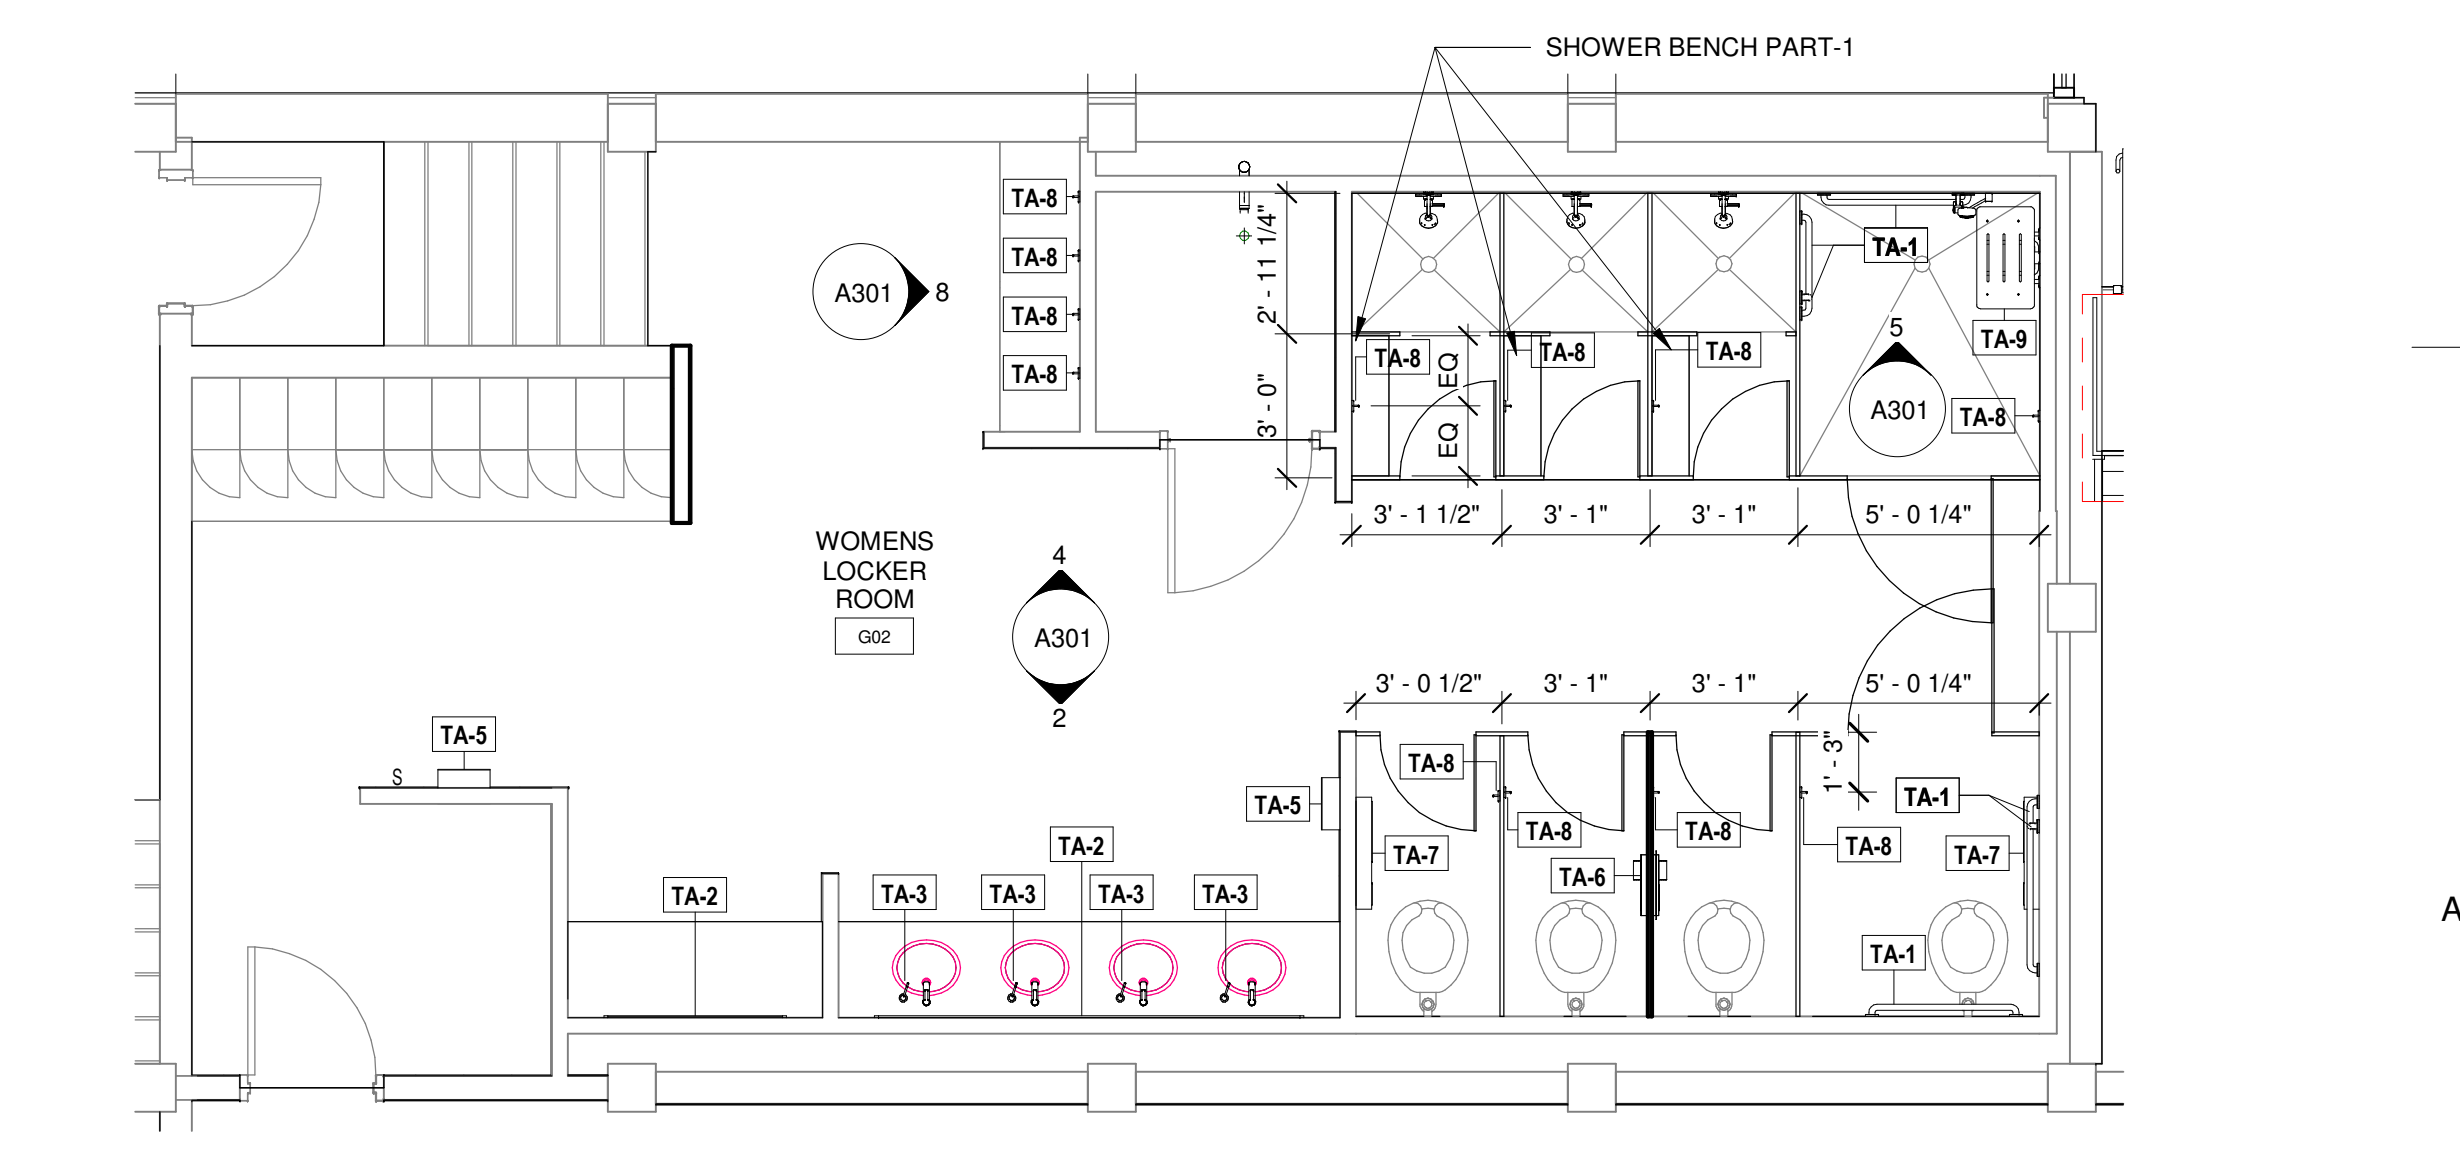 SHOWER BENCH PART-1
TA-8
TA-8
TA-8
TA-8
A301
8
2' - 11 1/4"
3' - 0"
EQ
EQ
TA-8
TA-8
TA-8
TA-1
TA-9
5
A301
TA-8
3' - 1 1/2"
3' - 1"
3' - 1"
5' - 0 1/4"
WOMENS
LOCKER
ROOM
G02
4
A301
2
3' - 0 1/2"
3' - 1"
3' - 1"
5' - 0 1/4"
1' - 3"
TA-5
S
TA-5
TA-8
TA-8
TA-8
TA-8
TA-1
TA-7
TA-7
TA-6
TA-2
TA-2
TA-3
TA-3
TA-3
TA-3
TA-1
A